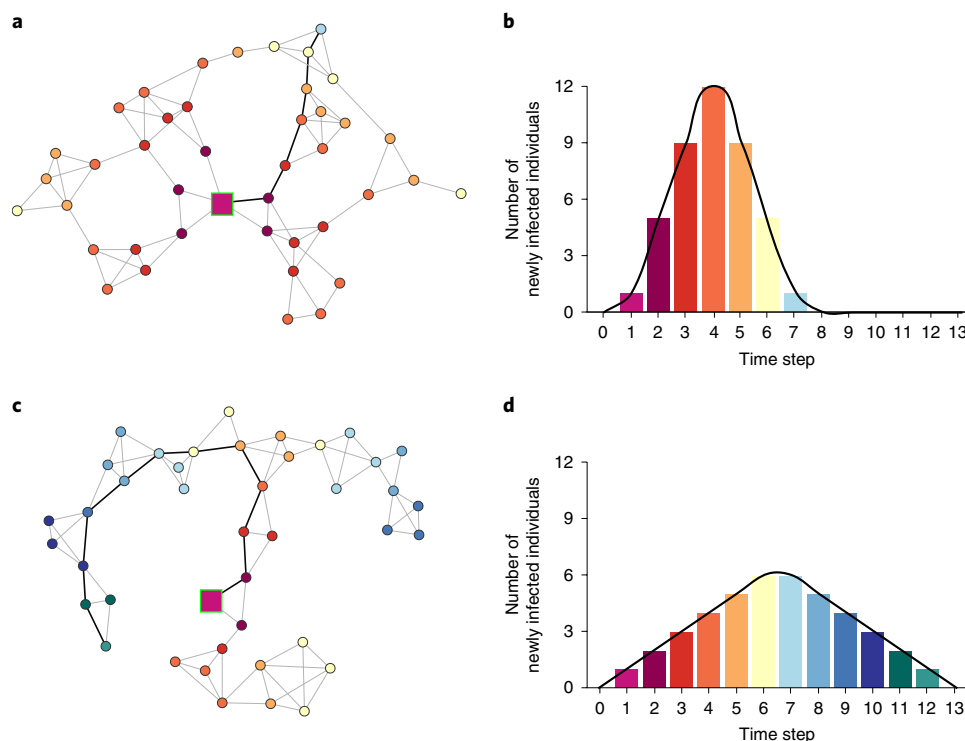 a
b
Number of
newly infected individuals
12
9
6
3
0
0 1 2 3 4 5 6 7 8 9 10 11 12 13
Time step
c
d
Number of
newly infected individuals
12
9
6
3
0
0 1 2 3 4 5 6 7 8 9 10 11 12 13
Time step